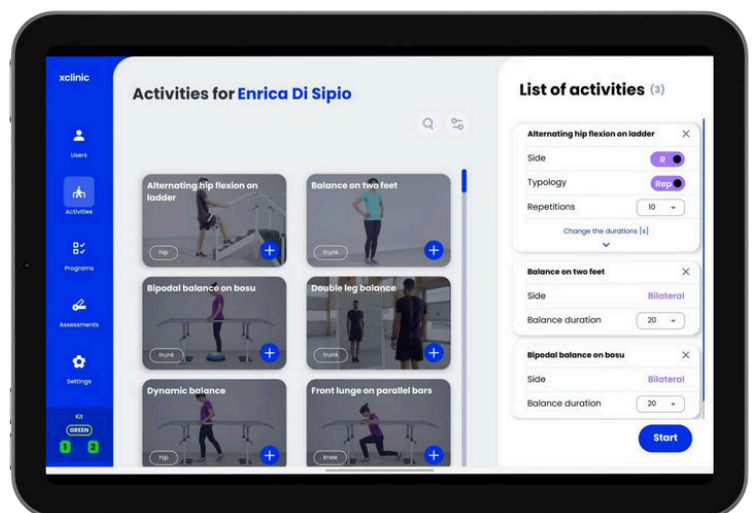 xclinic
Users
Activities
Programs
Assessments
Settings
Kit
GREEN
1 2
Activities for Enrica Di Sipio
Alternating hip flexion on
ladder
hip
Balance on two feet
trunk
Bipodal balance on bosu
trunk
Double leg balance
trunk
Dynamic balance
hip
Front lunge on parallel bars
knee
List of activities (3)
Alternating hip flexion on ladder
Side R
Typology Rep
Repetitions 10
Change the durations [s]
Balance on two feet
Side Bilateral
Balance duration 20
Bipodal balance on bosu
Side Bilateral
Balance duration 20
Start